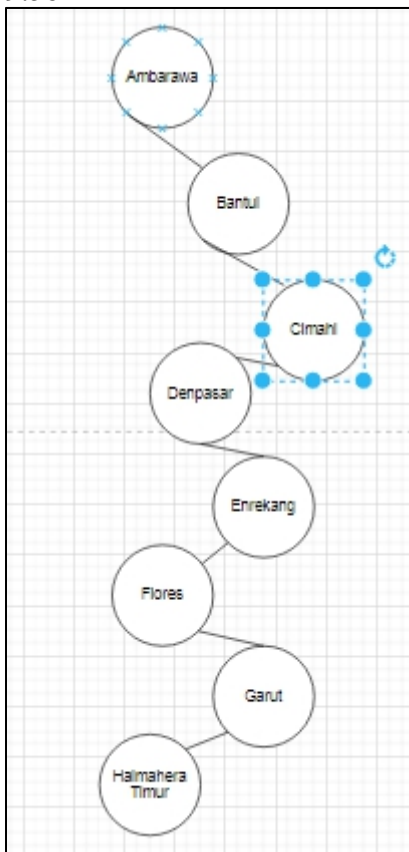 Ambarawa
Bantul
Cimahi
Denpasar
Enrekang
Flores
Garut
Halmahera
Timur